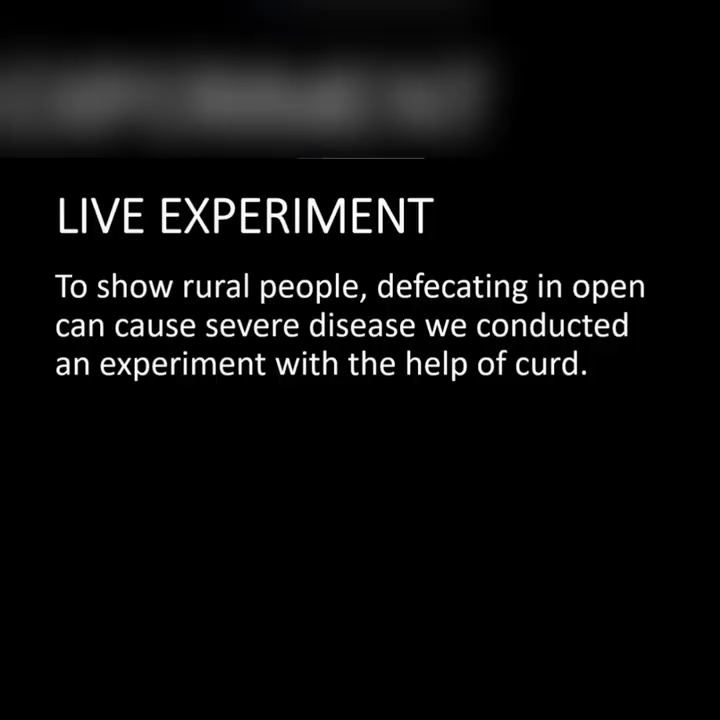 LIVE EXPERIMENT
To show rural people, defecating in open
can cause severe disease we conducted
an experiment with the help of curd.